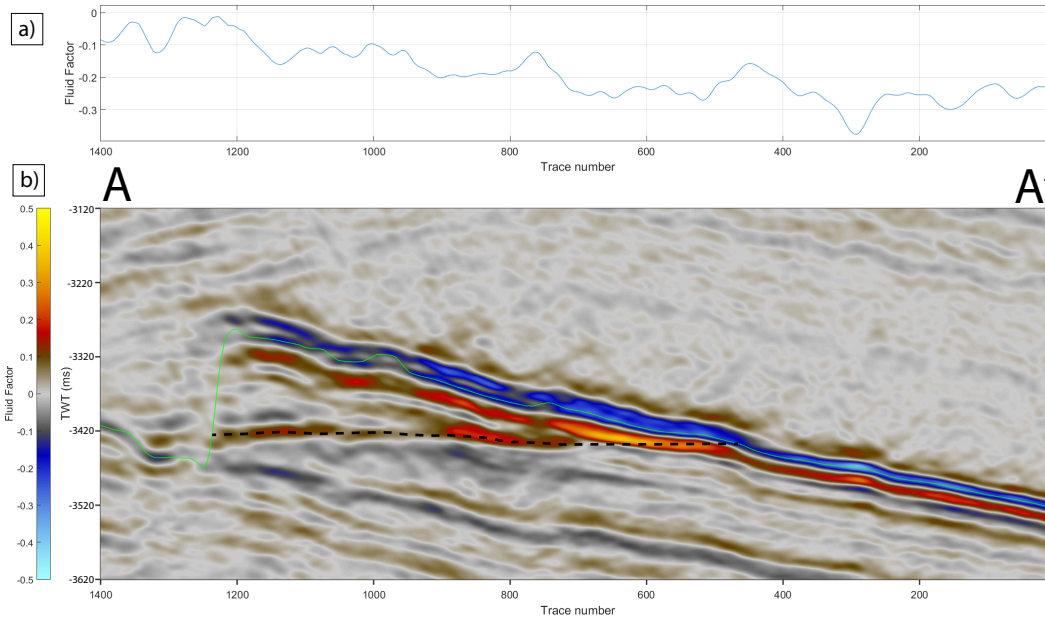 a)
0
-0.1
-0.2
-0.3
Fluid Factor
1400 1200 1000 800 600 400 200
Trace number
b)
A A'
0.5
0.4
0.3
0.2
0.1
0
-0.1
-0.2
-0.3
-0.4
-0.5
Fluid Factor
-3120
-3220
-3320
-3420
-3520
-3620
TWT (ms)
1400 1200 1000 800 600 400 200
Trace number